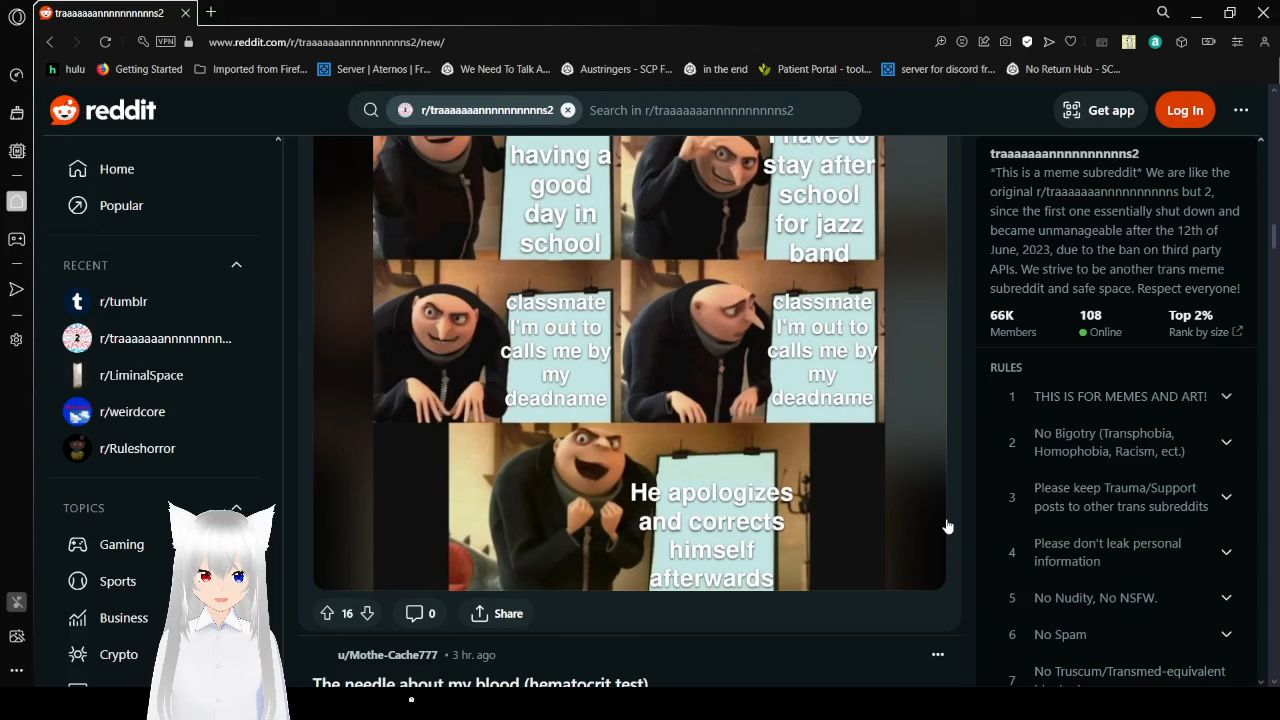 traaaaaaannnnnnnnnns2
VPN
www.reddit.com/r/traaaaaaannnnnnnnnns2/new/
hulu
Getting Started
Imported from Firef...
Server | Aternos | Fr...
We Need To Talk A...
Austringers - SCP F...
in the end
Patient Portal - tool...
server for discord fr...
No Return Hub - SC...
reddit
r/traaaaaaannnnnnnnnns2
Search in r/traaaaaaannnnnnnnnns2
Get app
Log In
Home
Popular
RECENT
r/tumblr
r/traaaaaaannnnnnn...
r/LiminalSpace
r/weirdcore
r/Ruleshorror
TOPICS
Gaming
Sports
Business
Crypto
having a
good
day in
school
I have to
stay after
school
for jazz
band
classmate
I'm out to
calls me by
my
deadname
classmate
I'm out to
calls me by
my
deadname
He apologizes
and corrects
himself
afterwards
16
0
Share
u/Mothe-Cache777 • 3 hr. ago
The needle about my blood (hematocrit test)
traaaaaaannnnnnnnnns2
*This is a meme subreddit* We are like the
original r/traaaaaaannnnnnnnnns but 2,
since the first one essentially shut down and
became unmanageable after the 12th of
June, 2023, due to the ban on third party
APIs. We strive to be another trans meme
subreddit and safe space. Respect everyone!
66K
Members
108
Online
Top 2%
Rank by size
RULES
1 THIS IS FOR MEMES AND ART!
2 No Bigotry (Transphobia,
Homophobia, Racism, ect.)
3 Please keep Trauma/Support
posts to other trans subreddits
4 Please don't leak personal
information
5 No Nudity, No NSFW.
6 No Spam
7 No Truscum/Transmed-equivalent